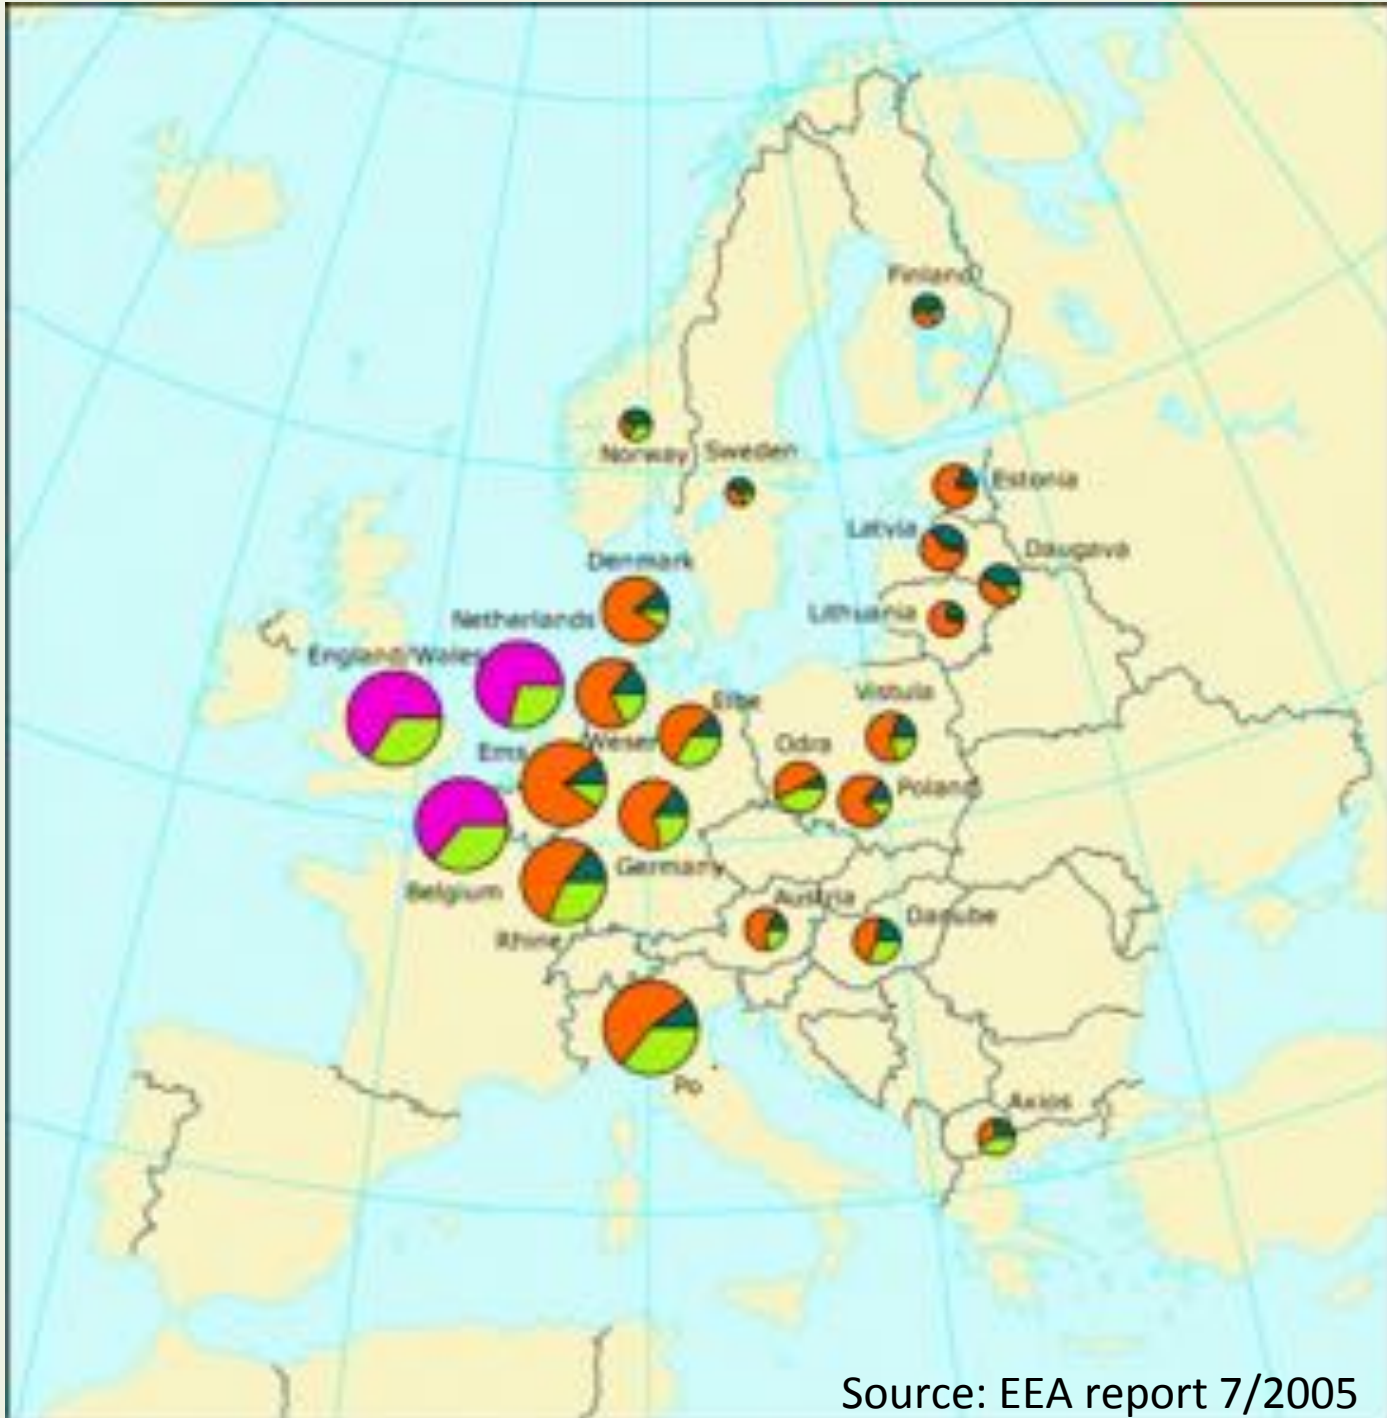 Finland
Norway
Sweden
Estonia
Latvia
Daugava
Denmark
Lithuania
Netherlands
England/Wales
Vistula
Elbe
Weser
Odra
Ems
Poland
Germany
Belgium
Austria
Danube
Rhine
Po
Axios
Source: EEA report 7/2005